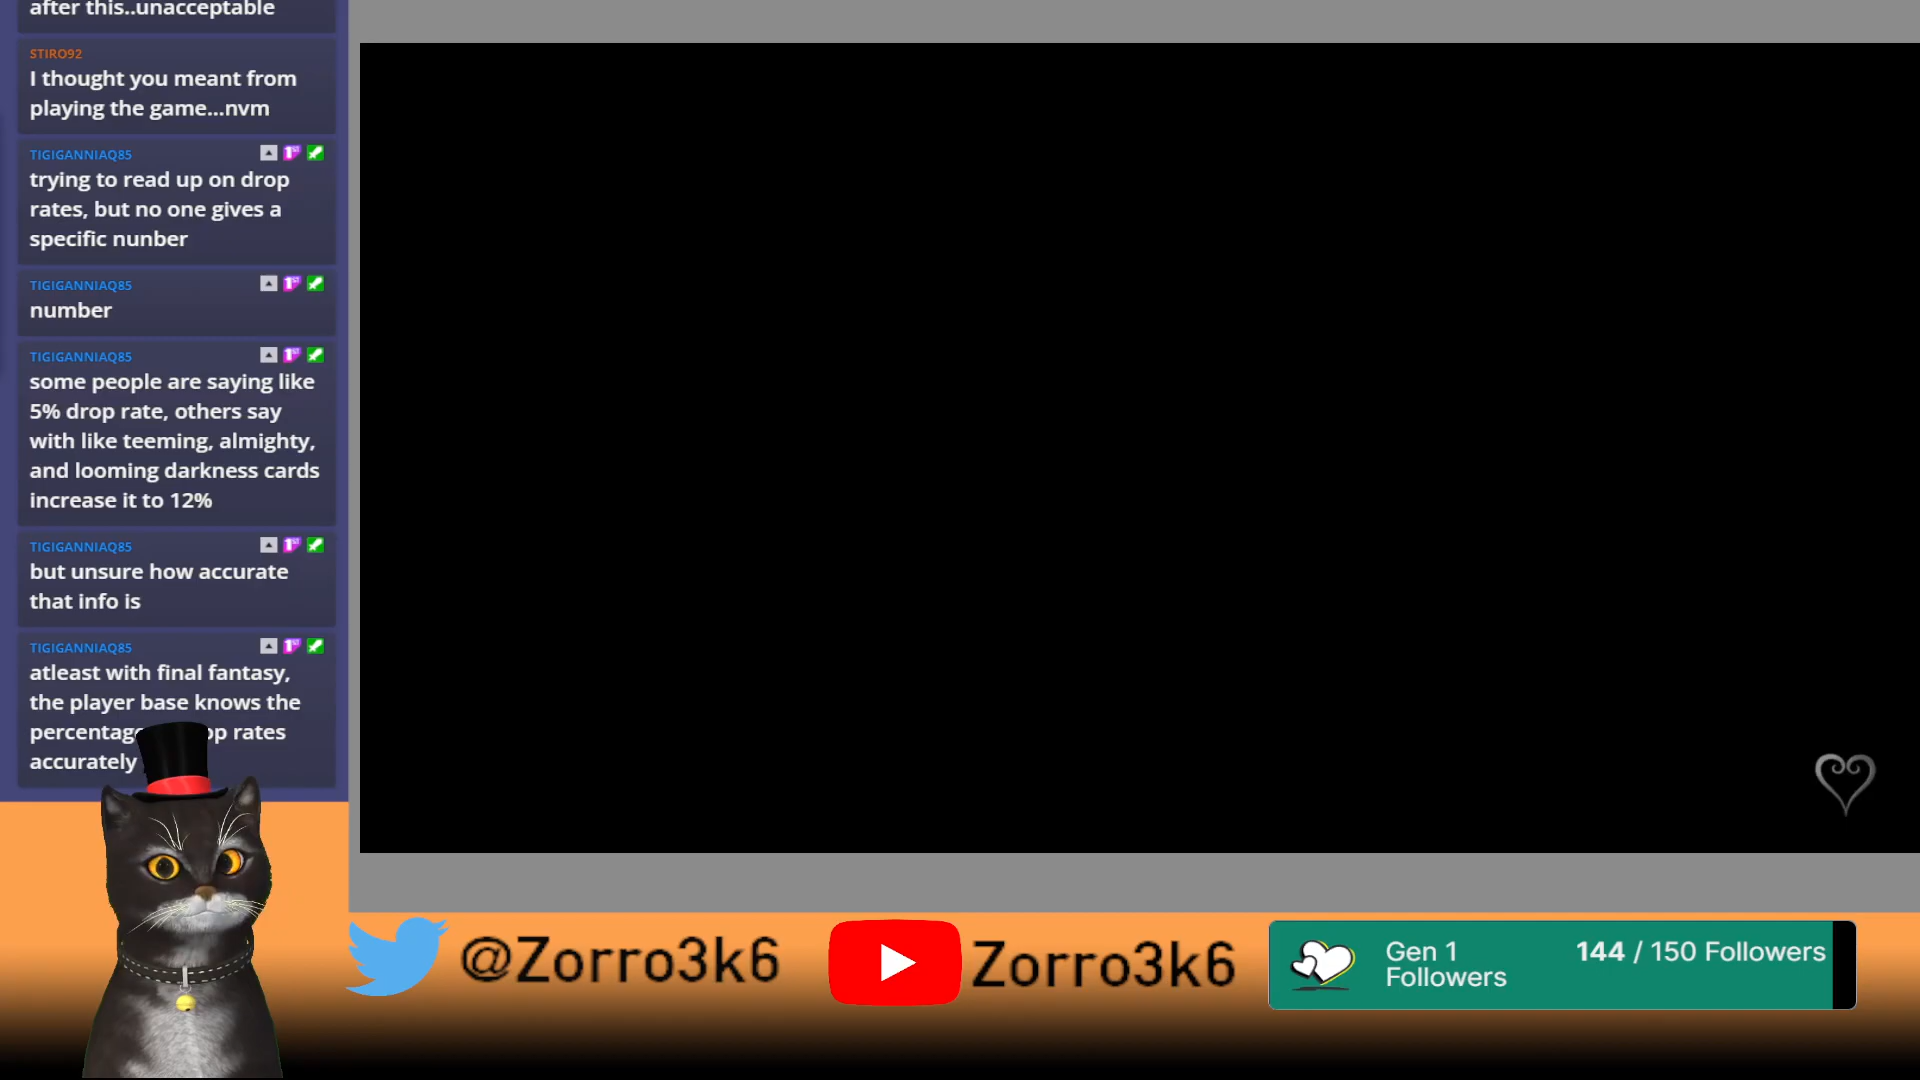 after this..unacceptable
STIRO92
I thought you meant from
playing the game...nvm
TIGIGANNIAQ85
trying to read up on drop
rates, but no one gives a
specific nunber
TIGIGANNIAQ85
number
TIGIGANNIAQ85
some people are saying like
5% drop rate, others say
with like teeming, almighty,
and looming darkness cards
increase it to 12%
TIGIGANNIAQ85
but unsure how accurate
that info is
TIGIGANNIAQ85
atleast with final fantasy,
the player base knows the
rates
accurately
@Zorro3k6
Zorro3k6
Gen 1
Followers
144 / 150 Followers